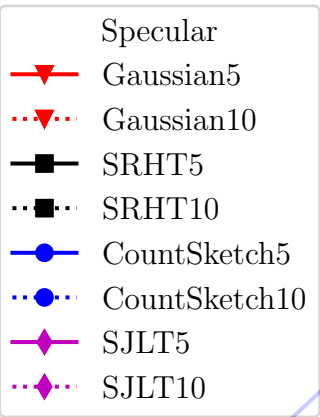 Specular
Gaussian5
Gaussian10
SRHT5
SRHT10
CountSketch5
CountSketch10
SJLT5
SJLT10